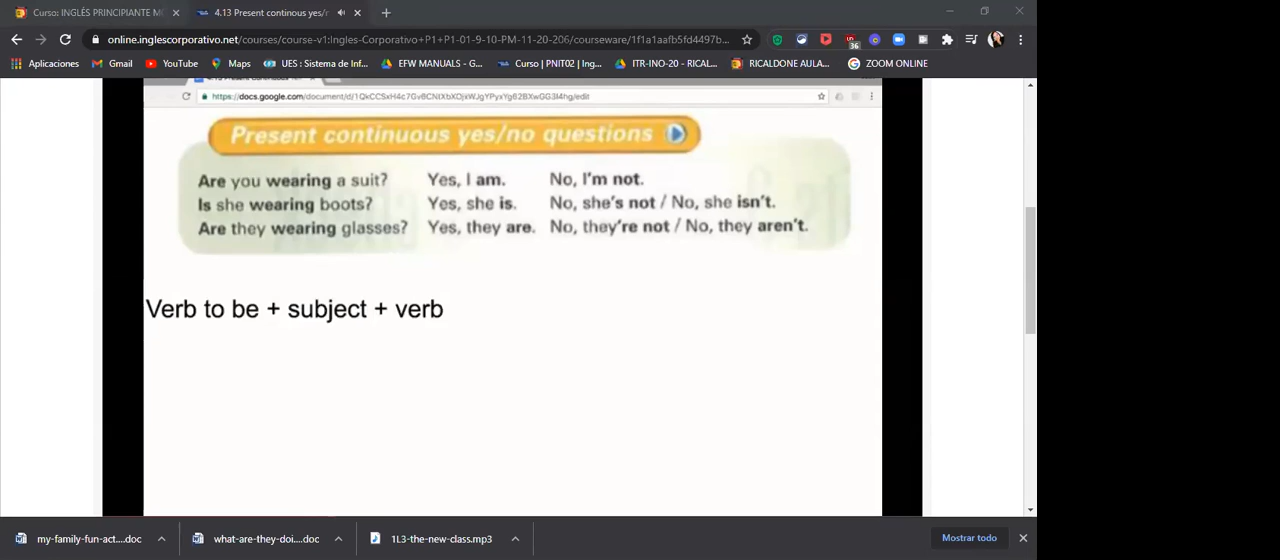 Curso: INGLÉS PRINCIPIANTE M
4.13 Present continous yes/n
online.inglescorporativo.net/courses/course-v1:Ingles-Corporativo+P1+P1-01-9-10-PM-11-20-206/courseware/1f1a1aafb5fd4497b...
36
Aplicaciones
Gmail
YouTube
Maps
UES : Sistema de Inf...
EFW MANUALS - G...
Curso | PNIT02 | Ing...
ITR-INO-20 - RICAL...
RICALDONE AULA...
ZOOM ONLINE
Present continuous yes/no questions
Are you wearing a suit? Yes, I am. No, I'm not.
Is she wearing boots? Yes, she is. No, she's not / No, she isn't.
Are they wearing glasses? Yes, they are. No, they're not / No, they aren't.
Verb to be + subject + verb
my-family-fun-act....doc
what-are-they-doi....doc
1L3-the-new-class.mp3
Mostrar todo